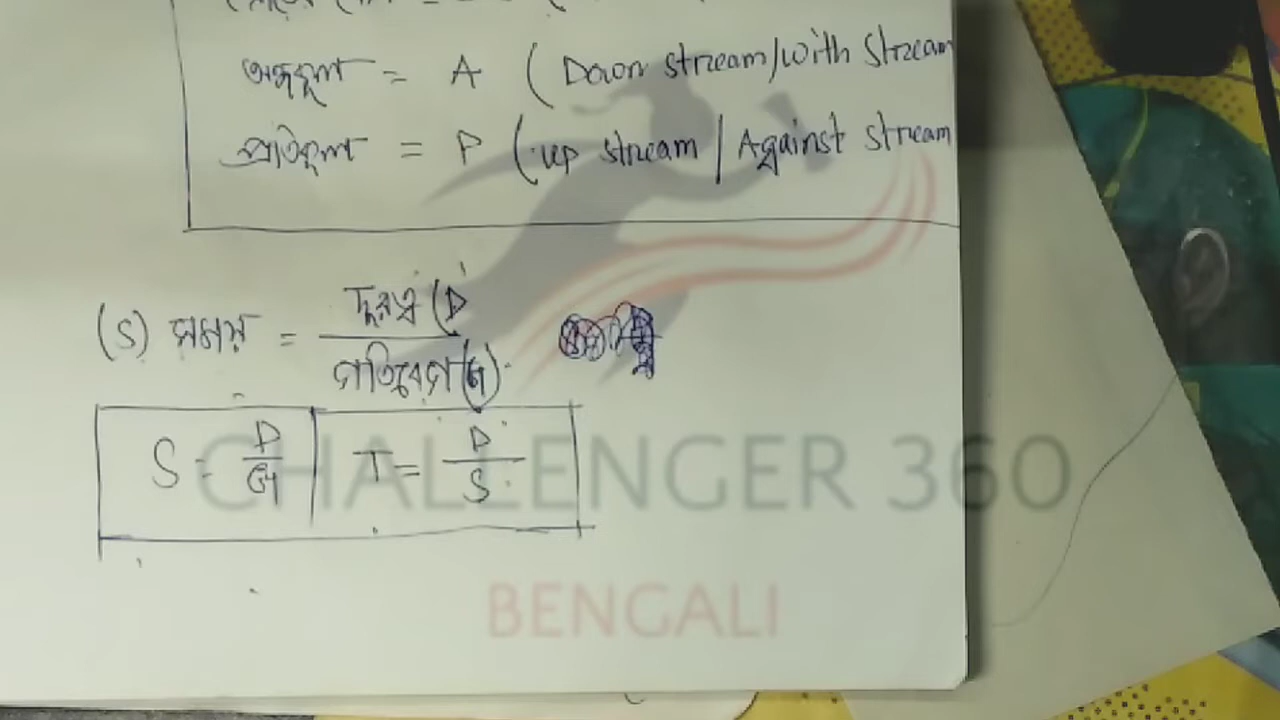 অনুকূল = A ( Down stream/with stream
প্রতিকূল = P ( up stream | Against stream
(S) সময় = দূরত্ব (D
গতিবেগ (G)
S = D/G | T = D/S
CHALLENGER 360
BENGALI